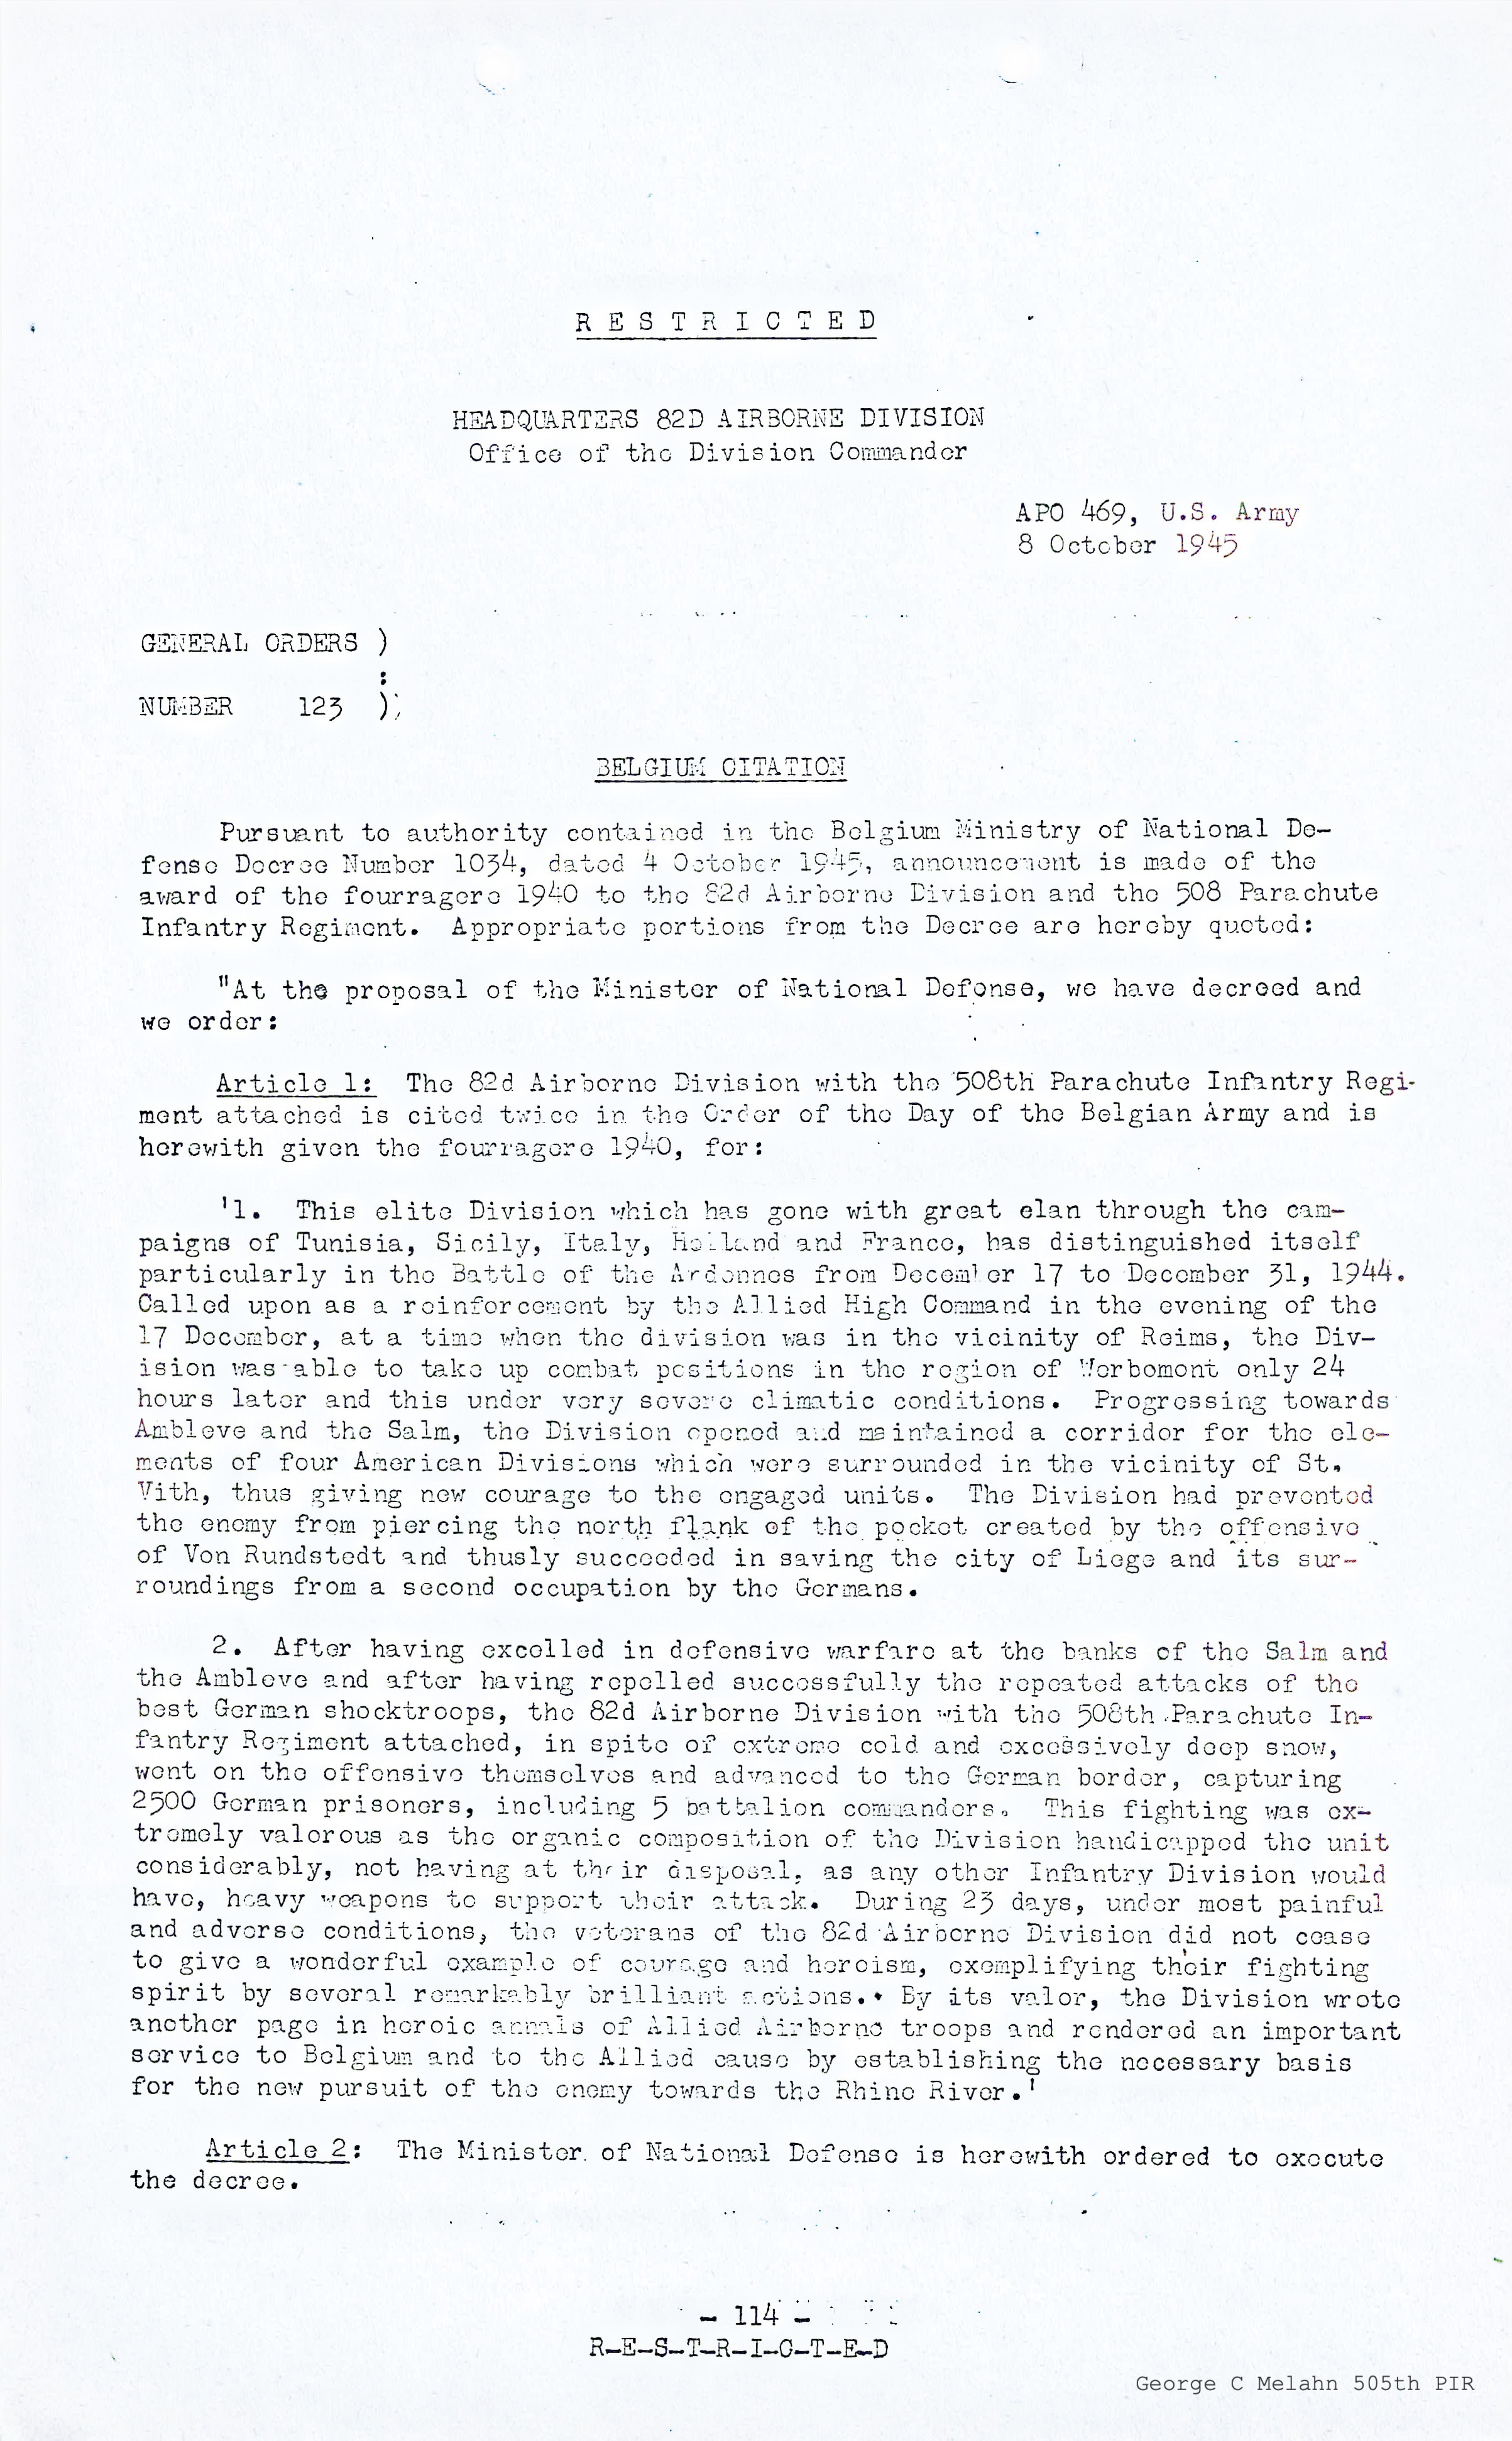 R E S T R I C T E D
HEADQUARTERS 82D AIRBORNE DIVISION
Office of the Division Commander
APO 469, U.S. Army
8 October 1945
GENERAL ORDERS )
:
NUMBER 123 )
BELGIUM CITATION
Pursuant to authority contained in the Belgium Ministry of National De-
fense Decree Number 1034, dated 4 October 1945, announcement is made of the
award of the fourragere 1940 to the 82d Airborne Division and the 508 Parachute
Infantry Regiment. Appropriate portions from the Decree are hereby quoted:
"At the proposal of the Minister of National Defense, we have decreed and
we order:
Article 1: The 82d Airborne Division with the 508th Parachute Infantry Regi-
ment attached is cited twice in the Order of the Day of the Belgian Army and is
herewith given the fourragere 1940, for:
'1. This elite Division which has gone with great elan through the cam-
paigns of Tunisia, Sicily, Italy, Holland and France, has distinguished itself
particularly in the Battle of the Ardennes from December 17 to December 31, 1944.
Called upon as a reinforcement by the Allied High Command in the evening of the
17 December, at a time when the division was in the vicinity of Reims, the Div-
ision was able to take up combat positions in the region of Werbomont only 24
hours later and this under very severe climatic conditions. Progressing towards
Ambleve and the Salm, the Division opened and maintained a corridor for the ele-
ments of four American Divisions which were surrounded in the vicinity of St.
Vith, thus giving new courage to the engaged units. The Division had prevented
the enemy from piercing the north flank of the pocket created by the offensive
of Von Rundstedt and thusly succeeded in saving the city of Liege and its sur-
roundings from a second occupation by the Germans.
2. After having excelled in defensive warfare at the banks of the Salm and
the Ambleve and after having repelled successfully the repeated attacks of the
best German shocktroops, the 82d Airborne Division with the 508th Parachute In-
fantry Regiment attached, in spite of extreme cold and excessively deep snow,
went on the offensive themselves and advanced to the German border, capturing
2500 German prisoners, including 5 battalion commanders. This fighting was ex-
tremely valorous as the organic composition of the Division handicapped the unit
considerably, not having at their disposal, as any other Infantry Division would
have, heavy weapons to support their attack. During 23 days, under most painful
and adverse conditions, the veterans of the 82d Airborne Division did not cease
to give a wonderful example of courage and heroism, exemplifying their fighting
spirit by several remarkably brilliant actions. By its valor, the Division wrote
another page in heroic annals of Allied Airborne troops and rendered an important
service to Belgium and to the Allied cause by establishing the necessary basis
for the new pursuit of the enemy towards the Rhine River.'
Article 2: The Minister of National Defense is herewith ordered to execute
the decree.
- 114 -
R-E-S-T-R-I-C-T-E-D
George C Melahn 505th PIR